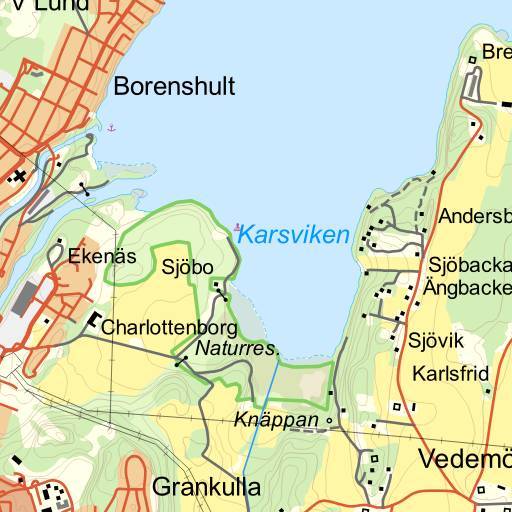 V Lund
Bre
Borenshult
Andersb
Karsviken
Ekenäs
Sjöbo
Sjöbacka
Ängbacke
Charlottenborg
Naturres.
Sjövik
Karlsfrid
Knäppan
Vedemö
Grankulla